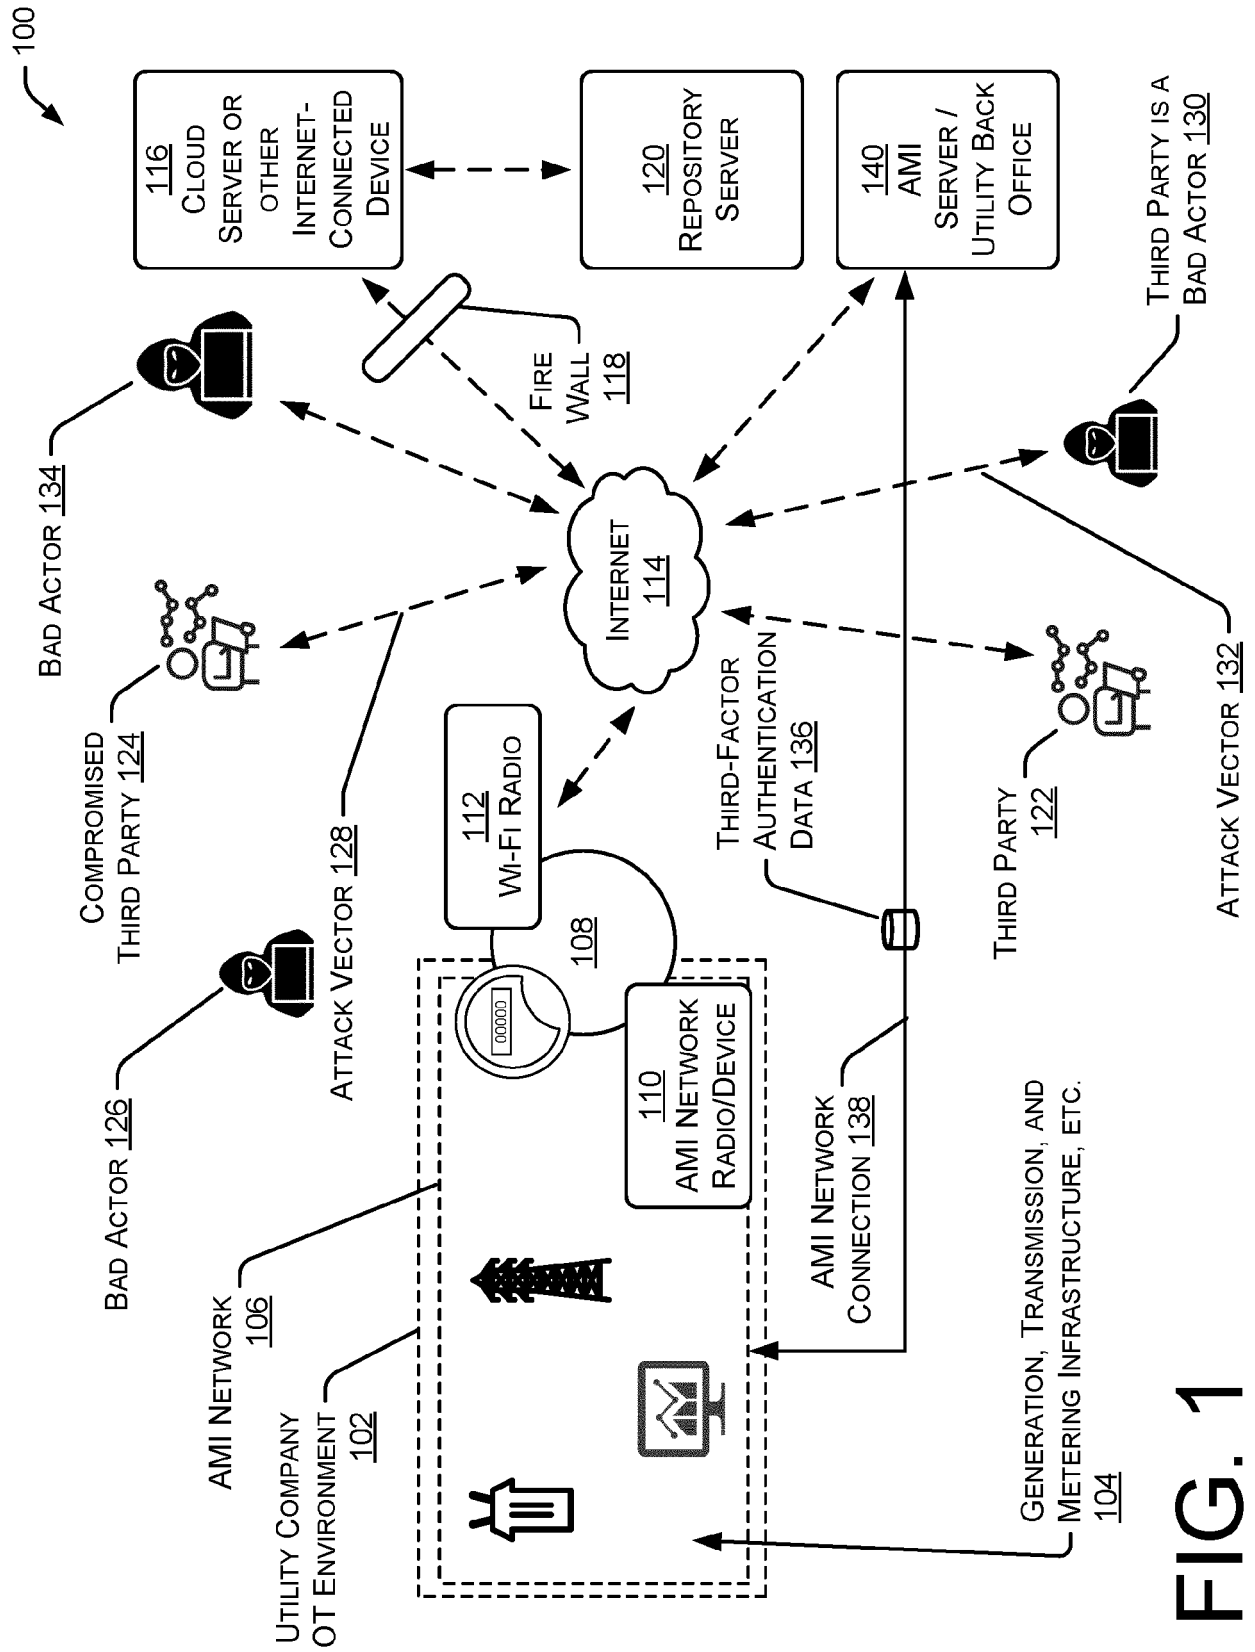 100
116
CLOUD
SERVER OR
OTHER
INTERNET-
CONNECTED
DEVICE
120
REPOSITORY
SERVER
140
AMI
SERVER /
UTILITY BACK
OFFICE
THIRD PARTY IS A
BAD ACTOR 130
FIRE
WALL
118
BAD ACTOR 134
INTERNET
114
COMPROMISED
THIRD PARTY 124
ATTACK VECTOR 128
112
WI-FI RADIO
THIRD-FACTOR
AUTHENTICATION
DATA 136
THIRD PARTY
122
ATTACK VECTOR 132
108
00000
110
AMI NETWORK
RADIO/DEVICE
BAD ACTOR 126
AMI NETWORK
CONNECTION 138
AMI NETWORK
106
UTILITY COMPANY
OT ENVIRONMENT
102
GENERATION, TRANSMISSION, AND
METERING INFRASTRUCTURE, ETC.
104
FIG. 1